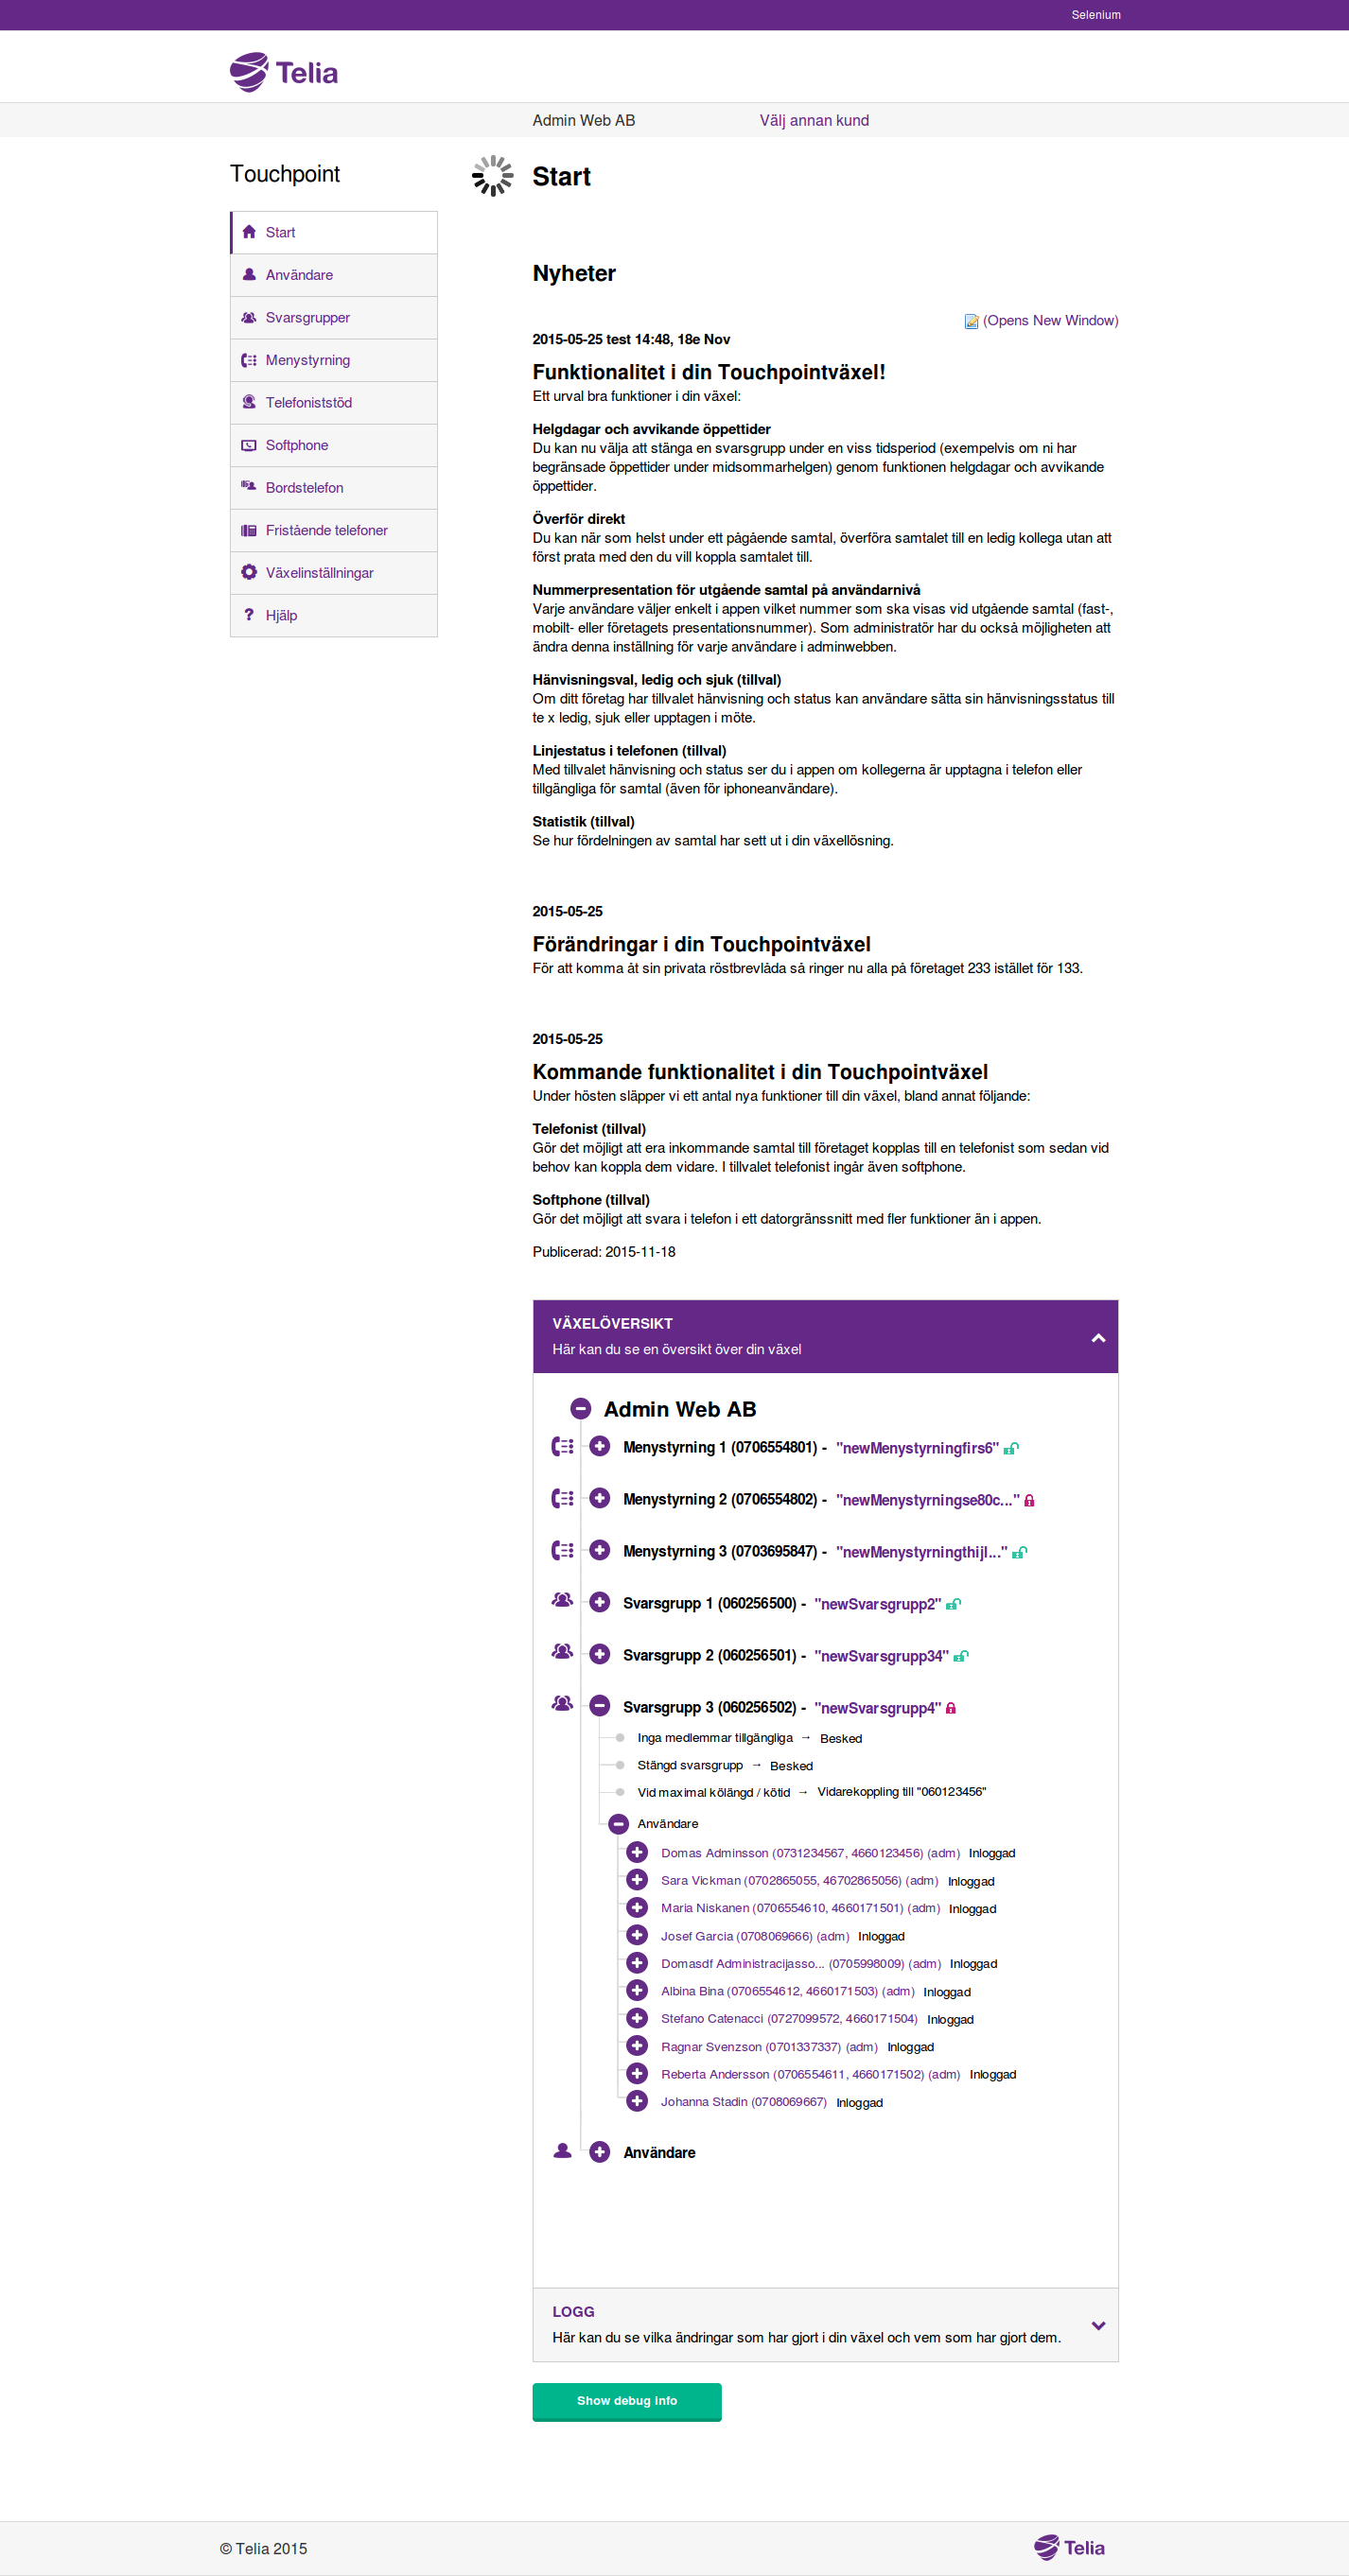 Selenium
Telia
Admin Web AB
Välj annan kund
Touchpoint
Start
Användare
Svarsgrupper
Menystyrning
Telefoniststöd
Softphone
Bordstelefon
Fristående telefoner
Växelinställningar
Hjälp
Start
Nyheter
(Opens New Window)
2015-05-25 test 14:48, 18e Nov
Funktionalitet i din Touchpointväxel!
Ett urval bra funktioner i din växel:
Helgdagar och avvikande öppettider
Du kan nu välja att stänga en svarsgrupp under en viss tidsperiod (exempelvis om ni har
begränsade öppettider under midsommarhelgen) genom funktionen helgdagar och avvikande
öppettider.
Överför direkt
Du kan när som helst under ett pågående samtal, överföra samtalet till en ledig kollega utan att
först prata med den du vill koppla samtalet till.
Nummerpresentation för utgående samtal på användarnivå
Varje användare väljer enkelt i appen vilket nummer som ska visas vid utgående samtal (fast-,
mobilt- eller företagets presentationsnummer). Som administratör har du också möjligheten att
ändra denna inställning för varje användare i adminwebben.
Hänvisningsval, ledig och sjuk (tillval)
Om ditt företag har tillvalet hänvisning och status kan användare sätta sin hänvisningsstatus till
te x ledig, sjuk eller upptagen i möte.
Linjestatus i telefonen (tillval)
Med tillvalet hänvisning och status ser du i appen om kollegerna är upptagna i telefon eller
tillgängliga för samtal (även för iphoneanvändare).
Statistik (tillval)
Se hur fördelningen av samtal har sett ut i din växellösning.
2015-05-25
Förändringar i din Touchpointväxel
För att komma åt sin privata röstbrevlåda så ringer nu alla på företaget 233 istället för 133.
2015-05-25
Kommande funktionalitet i din Touchpointväxel
Under hösten släpper vi ett antal nya funktioner till din växel, bland annat följande:
Telefonist (tillval)
Gör det möjligt att era inkommande samtal till företaget kopplas till en telefonist som sedan vid
behov kan koppla dem vidare. I tillvalet telefonist ingår även softphone.
Softphone (tillval)
Gör det möjligt att svara i telefon i ett datorgränssnitt med fler funktioner än i appen.
Publicerad: 2015-11-18
VÄXELÖVERSIKT
Här kan du se en översikt över din växel
Admin Web AB
Menystyrning 1 (0706554801) - "newMenystyrningfirs6"
Menystyrning 2 (0706554802) - "newMenystyrningse80c..."
Menystyrning 3 (0703695847) - "newMenystyrningthijl..."
Svarsgrupp 1 (060256500) - "newSvarsgrupp2"
Svarsgrupp 2 (060256501) - "newSvarsgrupp34"
Svarsgrupp 3 (060256502) - "newSvarsgrupp4"
Inga medlemmar tillgängliga → Besked
Stängd svarsgrupp → Besked
Vid maximal kölängd / kötid → Vidarekoppling till "060123456"
Användare
Domas Adminsson (0731234567, 4660123456) (adm) Inloggad
Sara Vickman (0702865055, 46702865056) (adm) Inloggad
Maria Niskanen (0706554610, 4660171501) (adm) Inloggad
Josef Garcia (0708069666) (adm) Inloggad
Domasdf Administracijasso... (0705998009) (adm) Inloggad
Albina Bina (0706554612, 4660171503) (adm) Inloggad
Stefano Catenacci (0727099572, 4660171504) Inloggad
Ragnar Svenzson (0701337337) (adm) Inloggad
Reberta Andersson (0706554611, 4660171502) (adm) Inloggad
Johanna Stadin (0708069667) Inloggad
Användare
LOGG
Här kan du se vilka ändringar som har gjort i din växel och vem som har gjort dem.
Show debug info
© Telia 2015
Telia